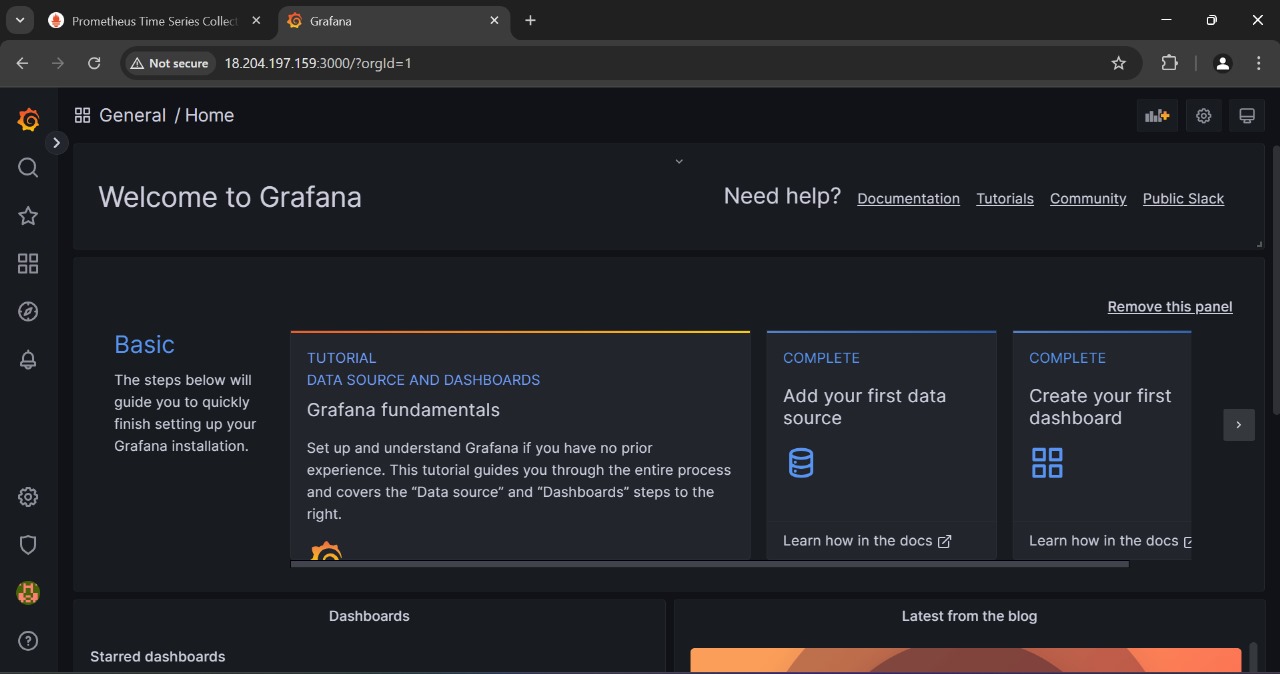 Prometheus Time Series Collect
Grafana
Not secure
18.204.197.159:3000/?orgId=1
General / Home
Welcome to Grafana
Need help? Documentation Tutorials Community Public Slack
Remove this panel
Basic
The steps below will
guide you to quickly
finish setting up your
Grafana installation.
TUTORIAL
DATA SOURCE AND DASHBOARDS
Grafana fundamentals
Set up and understand Grafana if you have no prior
experience. This tutorial guides you through the entire process
and covers the “Data source” and “Dashboards” steps to the
right.
COMPLETE
Add your first data
source
Learn how in the docs
COMPLETE
Create your first
dashboard
Learn how in the docs
Dashboards
Starred dashboards
Latest from the blog